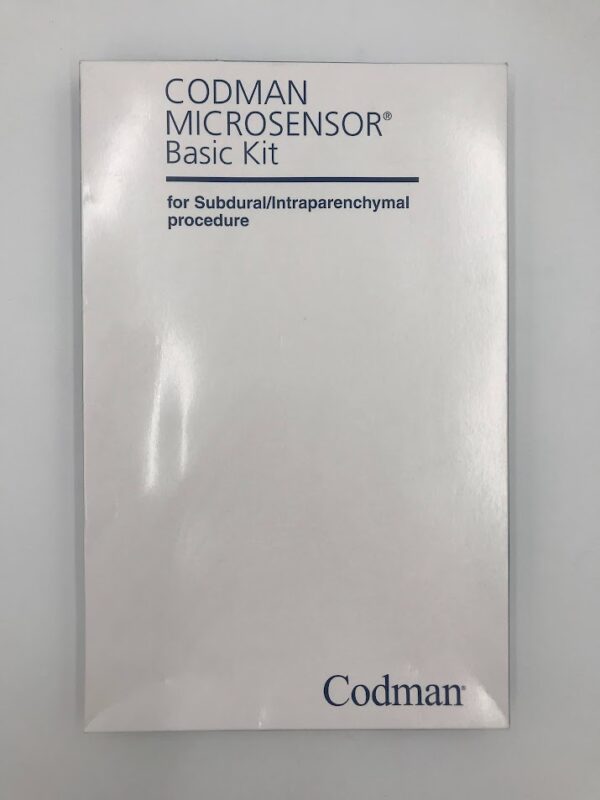 CODMAN
MICROSENSOR®
Basic Kit
for Subdural/Intraparenchymal
procedure
Codman®